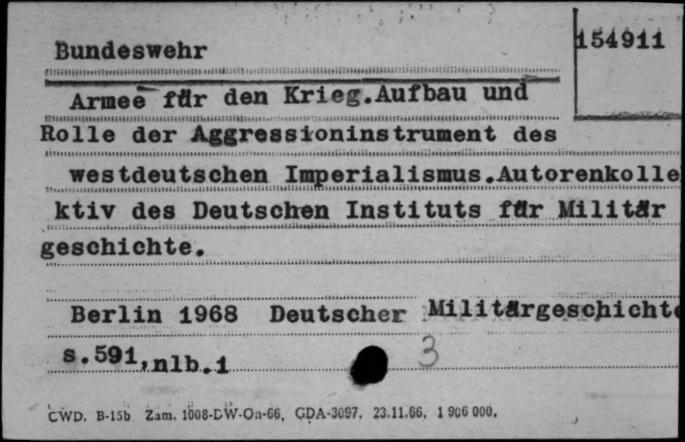 Bundeswehr
154911
Armee für den Krieg.Aufbau und
Rolle der Aggressioninstrument des
westdeutschen Imperialismus.Autorenkolle
ktiv des Deutschen Instituts für Militär
geschichte.
Berlin 1968 Deutscher Militärgeschichte
s.591,nlb.1
3
CWD. B-15b Zam. 1008-DW-On-66, GDA-3097, 23.11.66, 1 906 000.